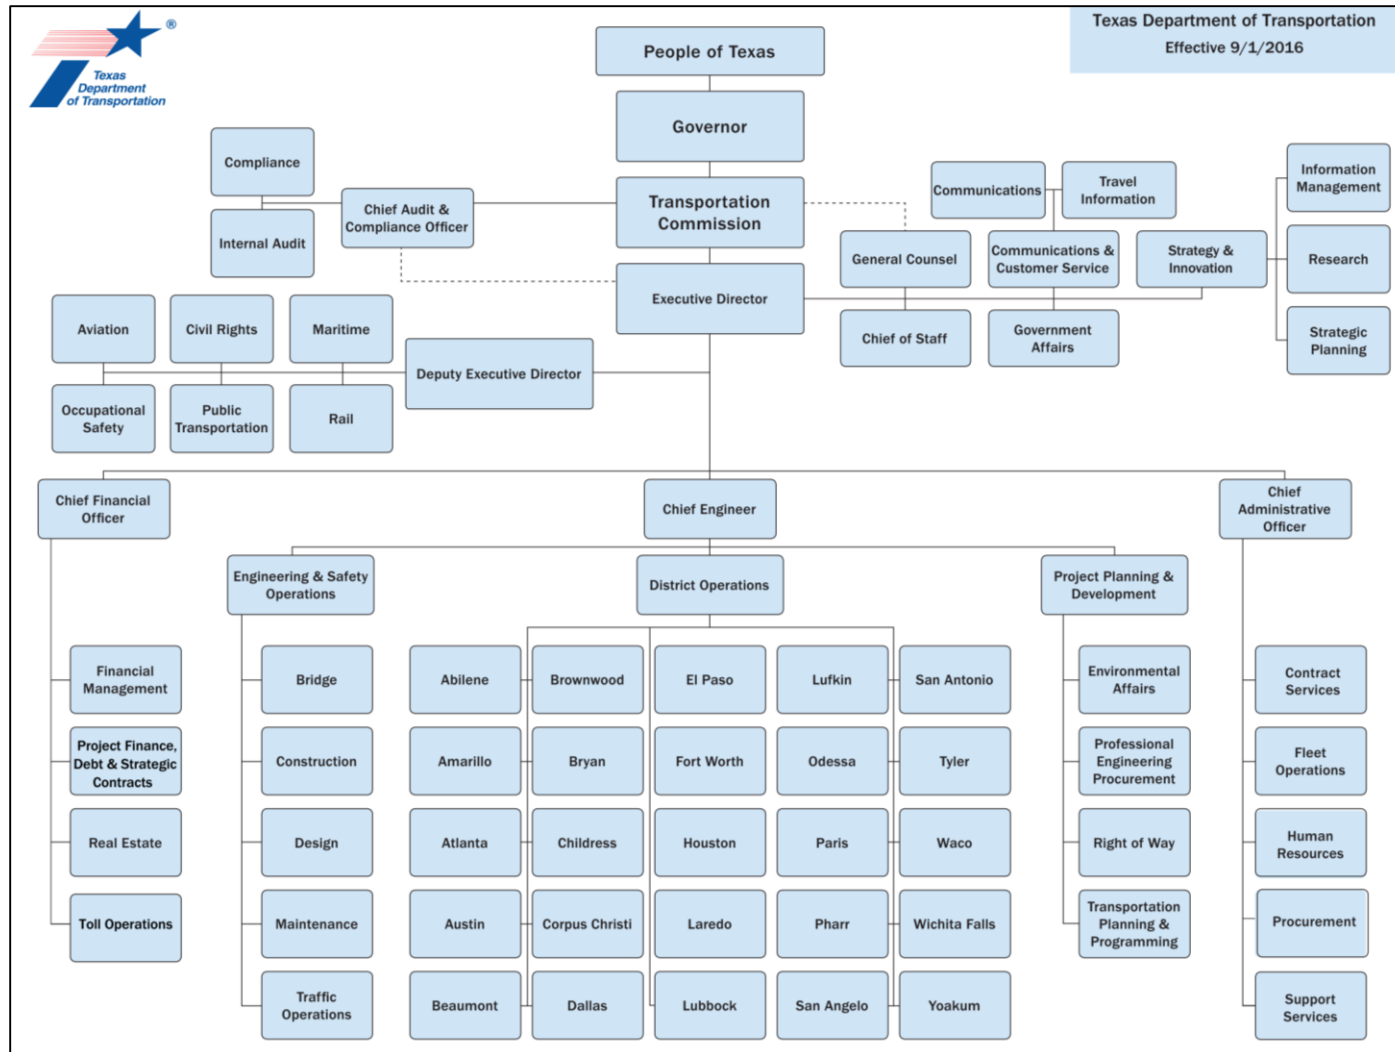 Texas
Department
of Transportation
®
Texas Department of Transportation
Effective 9/1/2016
People of Texas
Governor
Transportation
Commission
Executive Director
Compliance
Internal Audit
Chief Audit &
Compliance Officer
Communications
Travel
Information
General Counsel
Communications &
Customer Service
Strategy &
Innovation
Chief of Staff
Government
Affairs
Information
Management
Research
Strategic
Planning
Aviation
Civil Rights
Maritime
Occupational
Safety
Public
Transportation
Rail
Deputy Executive Director
Chief Financial
Officer
Chief Engineer
Chief
Administrative
Officer
Engineering & Safety
Operations
District Operations
Project Planning &
Development
Financial
Management
Project Finance,
Debt & Strategic
Contracts
Real Estate
Toll Operations
Bridge
Construction
Design
Maintenance
Traffic
Operations
Abilene
Amarillo
Atlanta
Austin
Beaumont
Brownwood
Bryan
Childress
Corpus Christi
Dallas
El Paso
Fort Worth
Houston
Laredo
Lubbock
Lufkin
Odessa
Paris
Pharr
San Angelo
San Antonio
Tyler
Waco
Wichita Falls
Yoakum
Environmental
Affairs
Professional
Engineering
Procurement
Right of Way
Transportation
Planning &
Programming
Contract
Services
Fleet
Operations
Human
Resources
Procurement
Support
Services